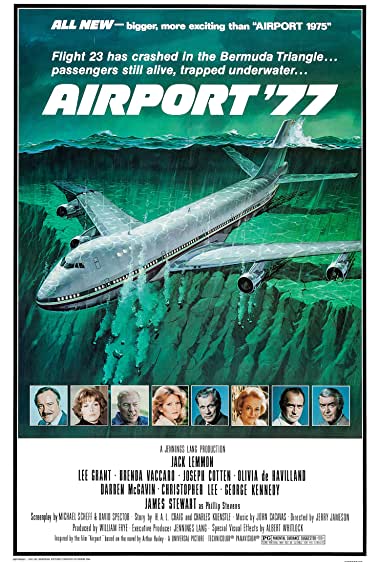 ALL NEW— bigger, more exciting than "AIRPORT 1975"
Flight 23 has crashed in the Bermuda Triangle...
passengers still alive, trapped underwater...
AIRPORT '77
A JENNINGS LANG PRODUCTION
JACK LEMMON
LEE GRANT · BRENDA VACCARO · JOSEPH COTTEN · OLIVIA de HAVILLAND
DARREN McGAVIN · CHRISTOPHER LEE · GEORGE KENNEDY
JAMES STEWART as Phillip Stevens
Screenplay by MICHAEL SCHEFF & DAVID SPECTOR · Story by H.A.L. CRAIG and CHARLES KUENSTLE · Music by JOHN CACAVAS · Directed by JERRY JAMESON
Produced by WILLIAM FRYE · Executive Producer JENNINGS LANG · Special Visual Effects by ALBERT WHITLOCK
Inspired by the film "Airport" based on the novel by Arthur Hailey · A UNIVERSAL PICTURE TECHNICOLOR® PANAVISION®
PG PARENTAL GUIDANCE SUGGESTED